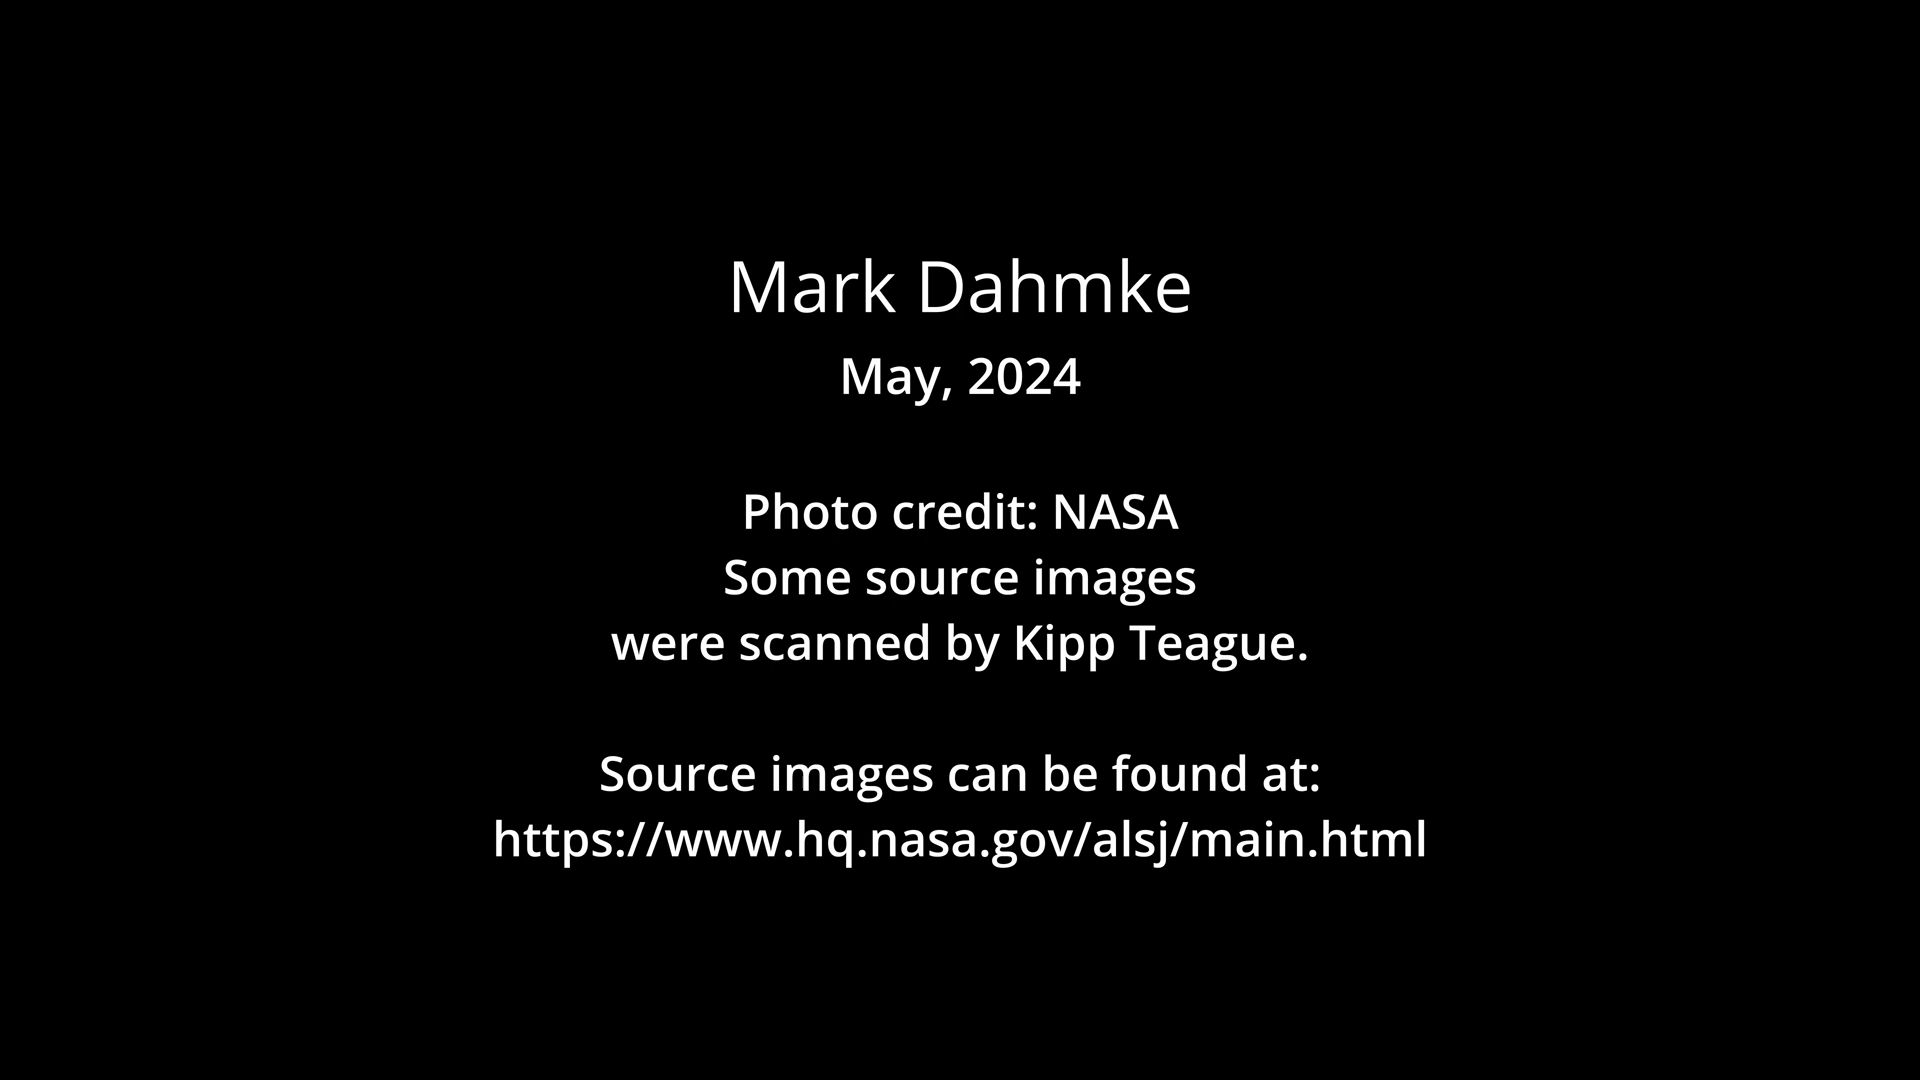 Mark Dahmke
May, 2024
Photo credit: NASA
Some source images
were scanned by Kipp Teague.
Source images can be found at:
https://www.hq.nasa.gov/alsj/main.html